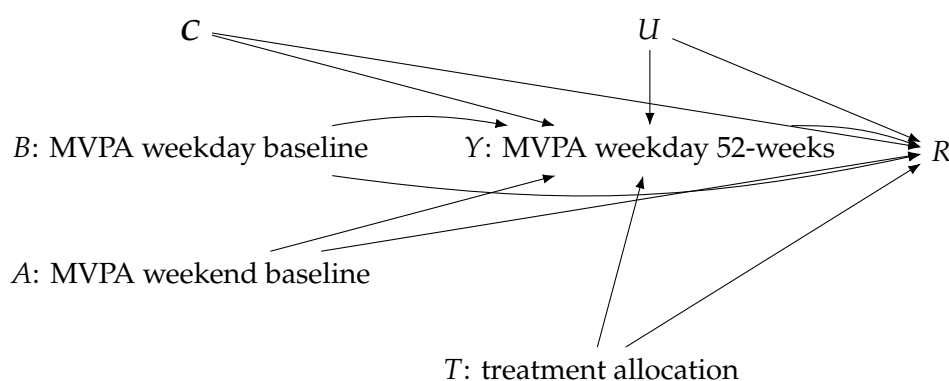 C
U
B: MVPA weekday baseline
Y: MVPA weekday 52-weeks
R
A: MVPA weekend baseline
T: treatment allocation